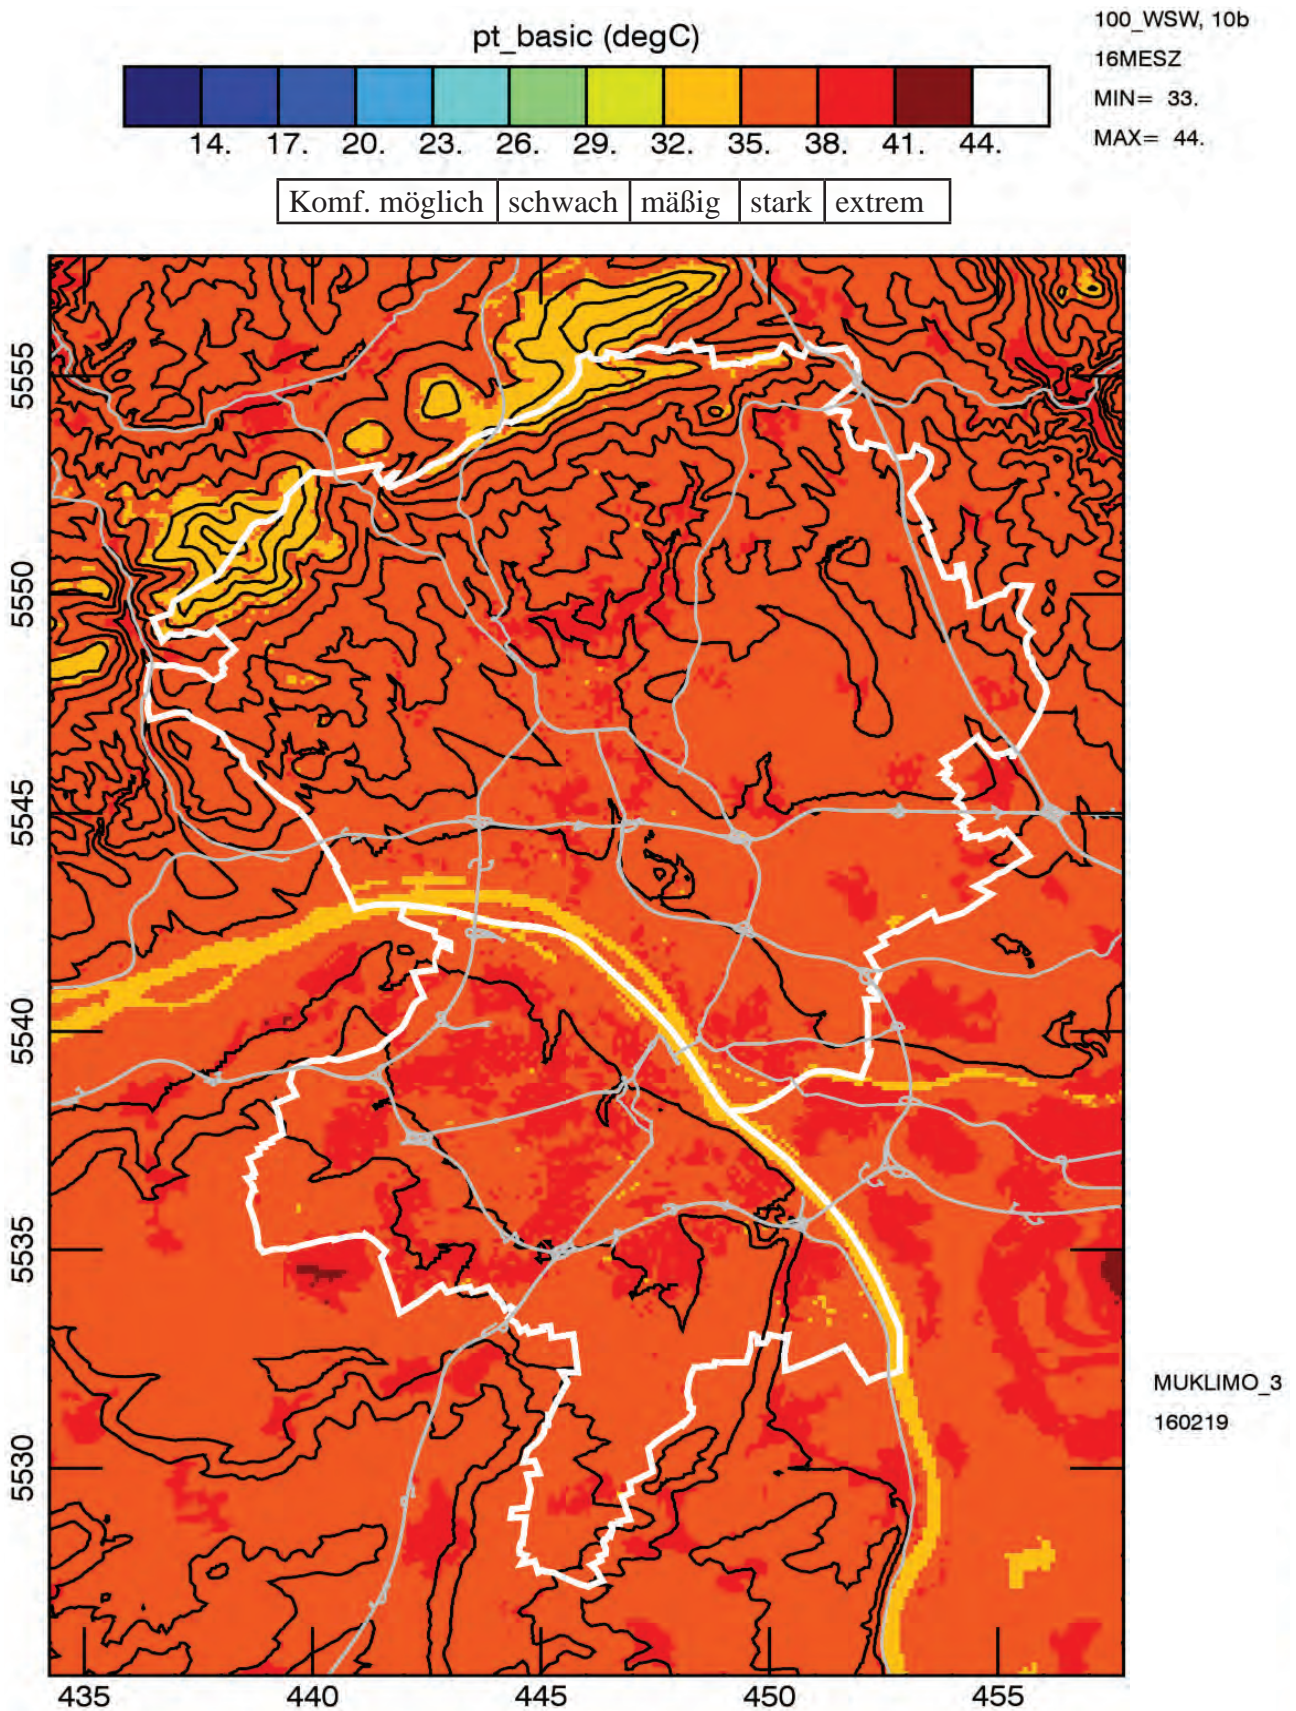 pt_basic (degC)
100_WSW, 10b
16MESZ
MIN= 33.
MAX= 44.
14. 17. 20. 23. 26. 29. 32. 35. 38. 41. 44.
Komf. möglich schwach mäßig stark extrem
5555
5550
5545
5540
5535
5530
MUKLIMO_3
160219
435 440 445 450 455